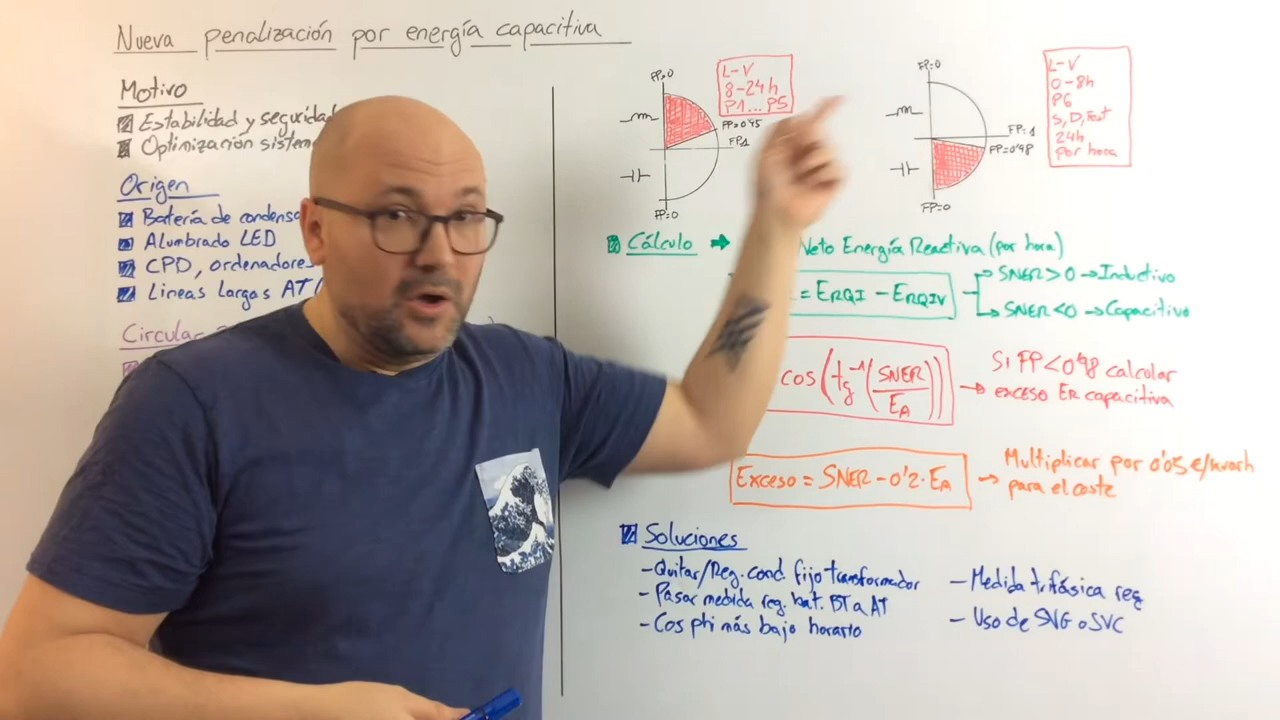 Nueva penalización por energía capacitiva
Motivo
Estabilidad y seguridad
Optimización
Origen
Batería de
Alumbrado LED
CPD, ordenadores
Lineas largas AT (
Circular
FP=0
L-V
8-24h
P1...P5
FP=0'95
FP1
FP=0
FP=0
FP=1
FP=0'98
FP=0
L-V
0-8h
P6
S, D, Fest
24h
por hora
Cálculo
Neto Energía Reactiva (por hora)
= ERQI - ERQIV
SNER>0 → Inductivo
SNER<0 → Capacitivo
cos(tg⁻¹(SNER/EA))
Si FP<0'98 calcular
exceso ER capacitiva
Exceso = SNER-0'2·EA
Multiplicar por 0'05 €/kvarh
para el coste
Soluciones
-Quitar/Reg. cond. fijo transformador
-Pasar medida reg. bat. BT a AT
-Cos phi más bajo horario
-Medida trifásica reg
-Uso de SVG o SVC